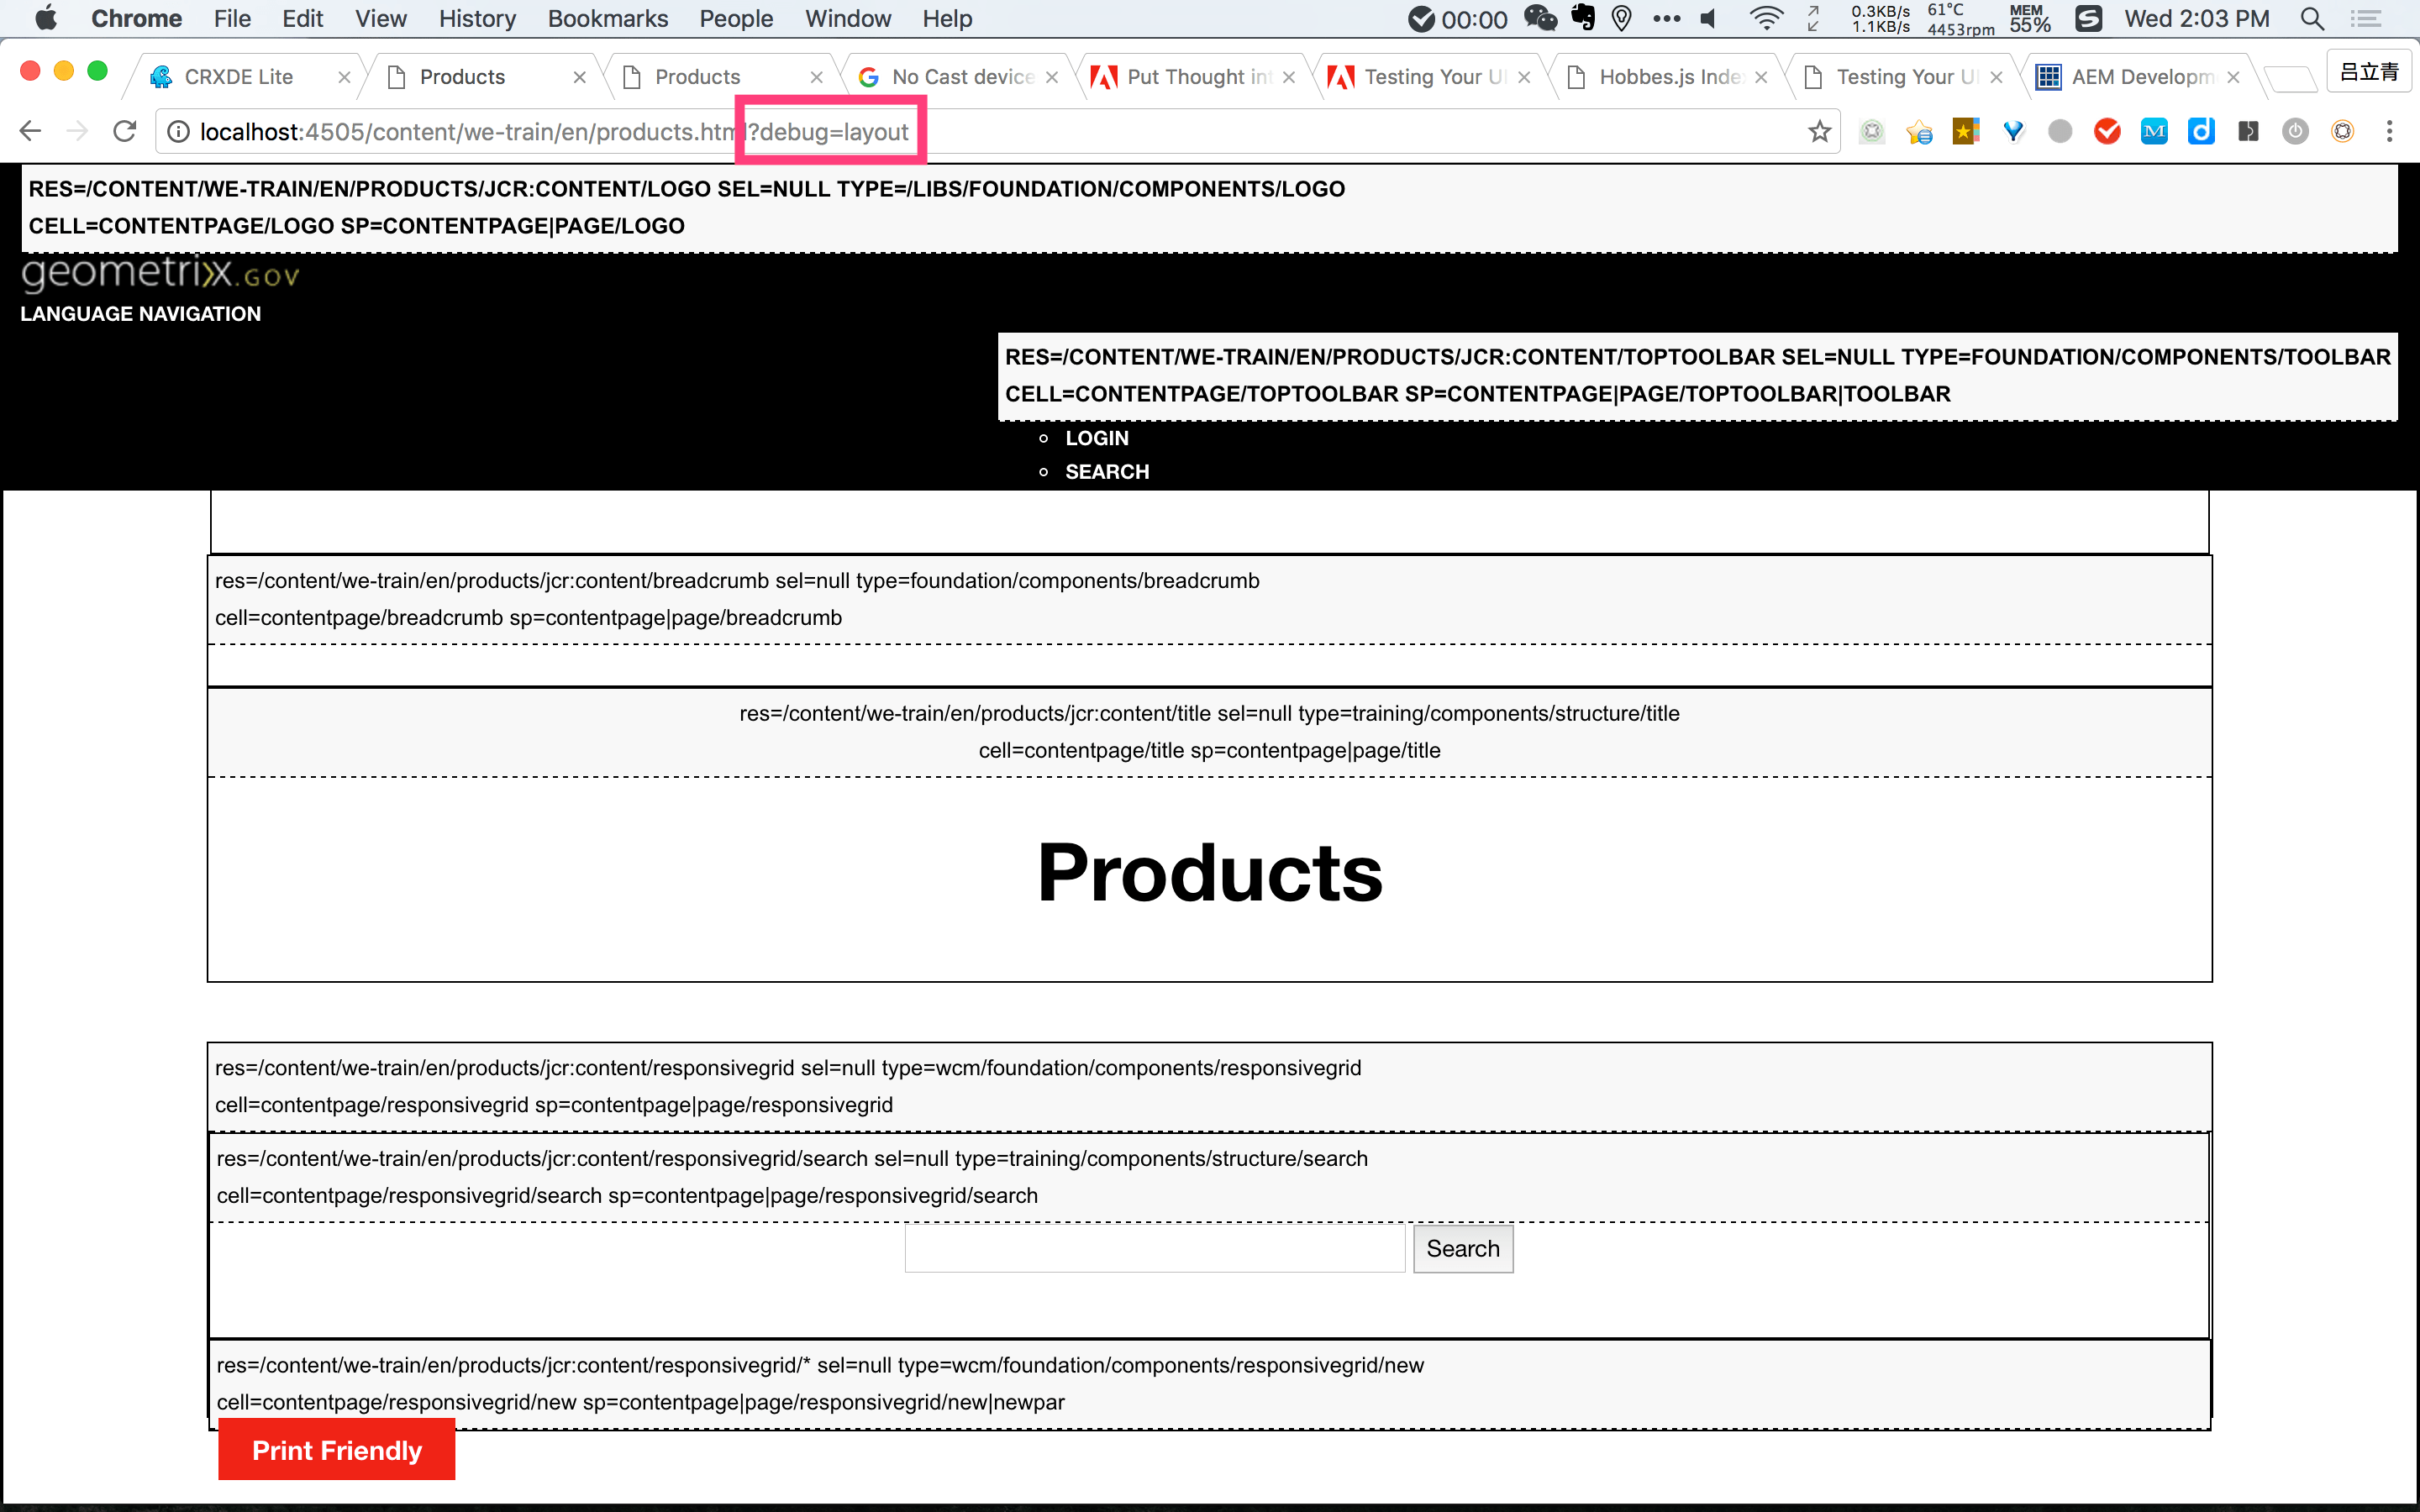 Chrome File Edit View History Bookmarks People Window Help 00:00 0.3KB/s 1.1KB/s 61°C 4453rpm MEM 55% Wed 2:03 PM
CRXDE Lite Products Products No Cast device Put Thought int Testing Your UI Hobbes.js Inde Testing Your UI AEM Developm 吕立青
localhost:4505/content/we-train/en/products.html?debug=layout
RES=/CONTENT/WE-TRAIN/EN/PRODUCTS/JCR:CONTENT/LOGO SEL=NULL TYPE=/LIBS/FOUNDATION/COMPONENTS/LOGO
CELL=CONTENTPAGE/LOGO SP=CONTENTPAGE|PAGE/LOGO
geometrixx.GOV
LANGUAGE NAVIGATION
RES=/CONTENT/WE-TRAIN/EN/PRODUCTS/JCR:CONTENT/TOPTOOLBAR SEL=NULL TYPE=FOUNDATION/COMPONENTS/TOOLBAR
CELL=CONTENTPAGE/TOPTOOLBAR SP=CONTENTPAGE|PAGE/TOPTOOLBAR|TOOLBAR
LOGIN
SEARCH
res=/content/we-train/en/products/jcr:content/breadcrumb sel=null type=foundation/components/breadcrumb
cell=contentpage/breadcrumb sp=contentpage|page/breadcrumb
res=/content/we-train/en/products/jcr:content/title sel=null type=training/components/structure/title
cell=contentpage/title sp=contentpage|page/title
Products
res=/content/we-train/en/products/jcr:content/responsivegrid sel=null type=wcm/foundation/components/responsivegrid
cell=contentpage/responsivegrid sp=contentpage|page/responsivegrid
res=/content/we-train/en/products/jcr:content/responsivegrid/search sel=null type=training/components/structure/search
cell=contentpage/responsivegrid/search sp=contentpage|page/responsivegrid/search
Search
res=/content/we-train/en/products/jcr:content/responsivegrid/* sel=null type=wcm/foundation/components/responsivegrid/new
cell=contentpage/responsivegrid/new sp=contentpage|page/responsivegrid/new|newpar
Print Friendly